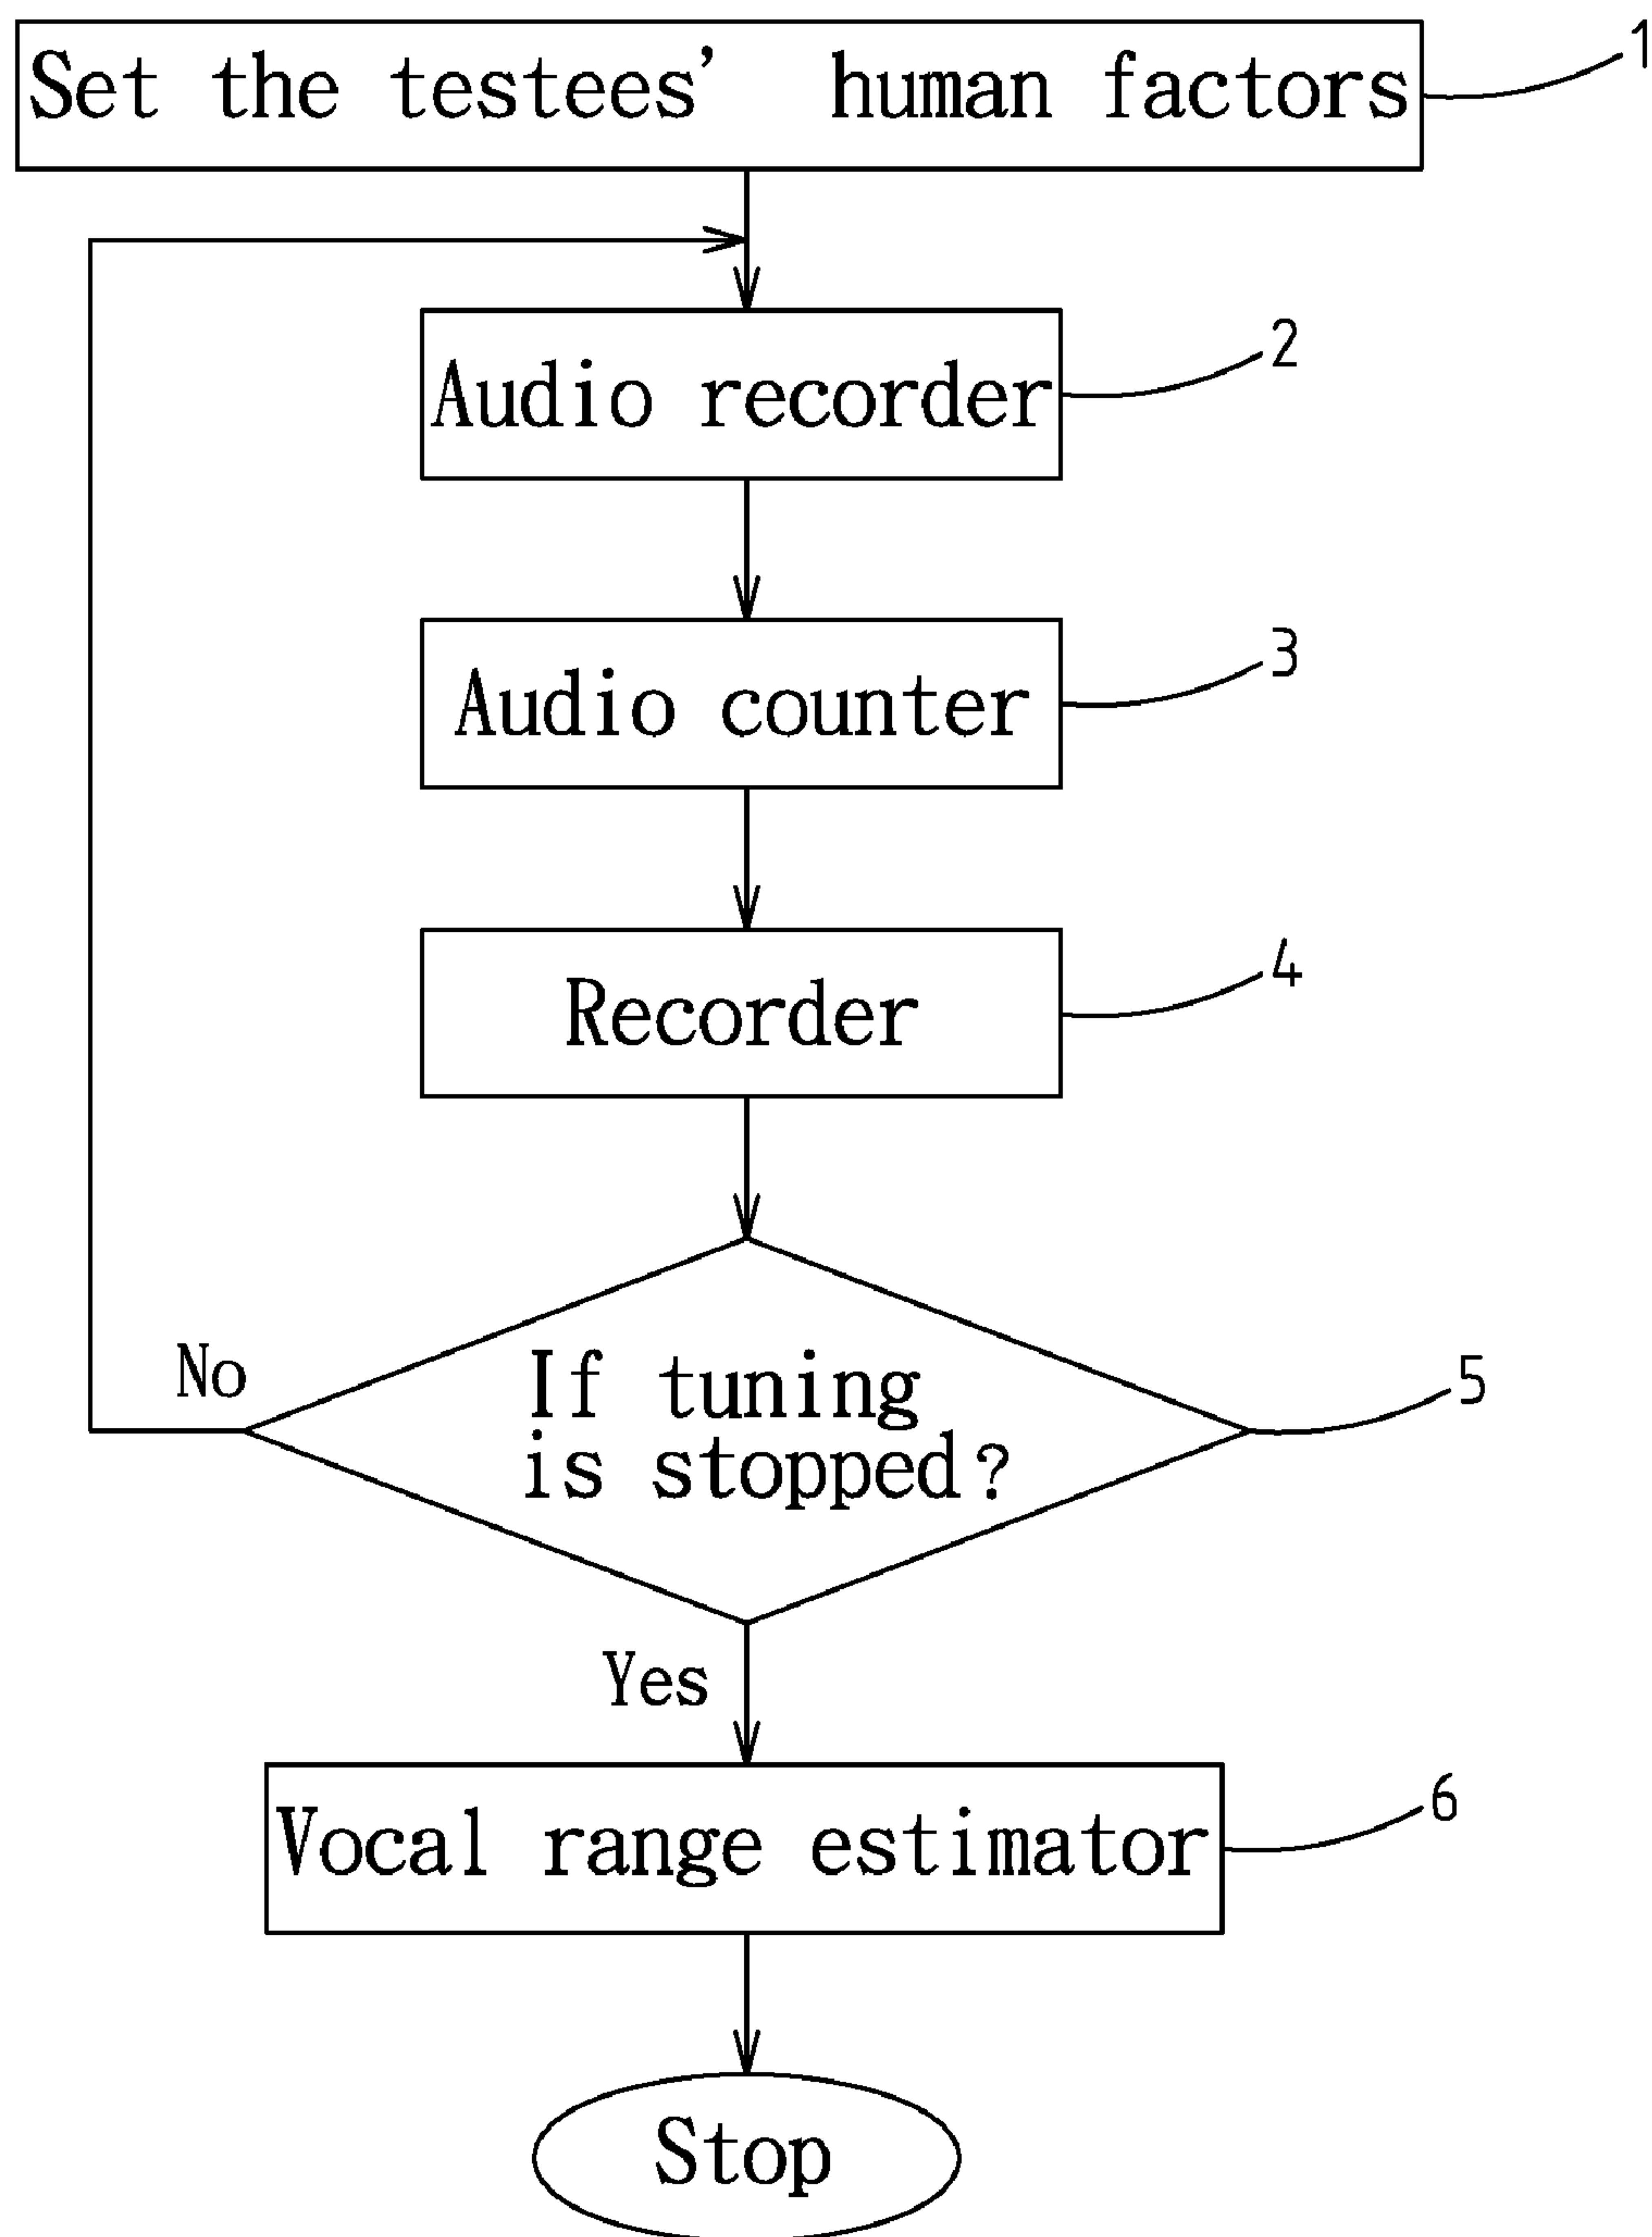 Set the testees’ human factors
1
Audio recorder
2
Audio counter
3
Recorder
4
If tuning
is stopped?
5
No
Yes
Vocal range estimator
6
Stop